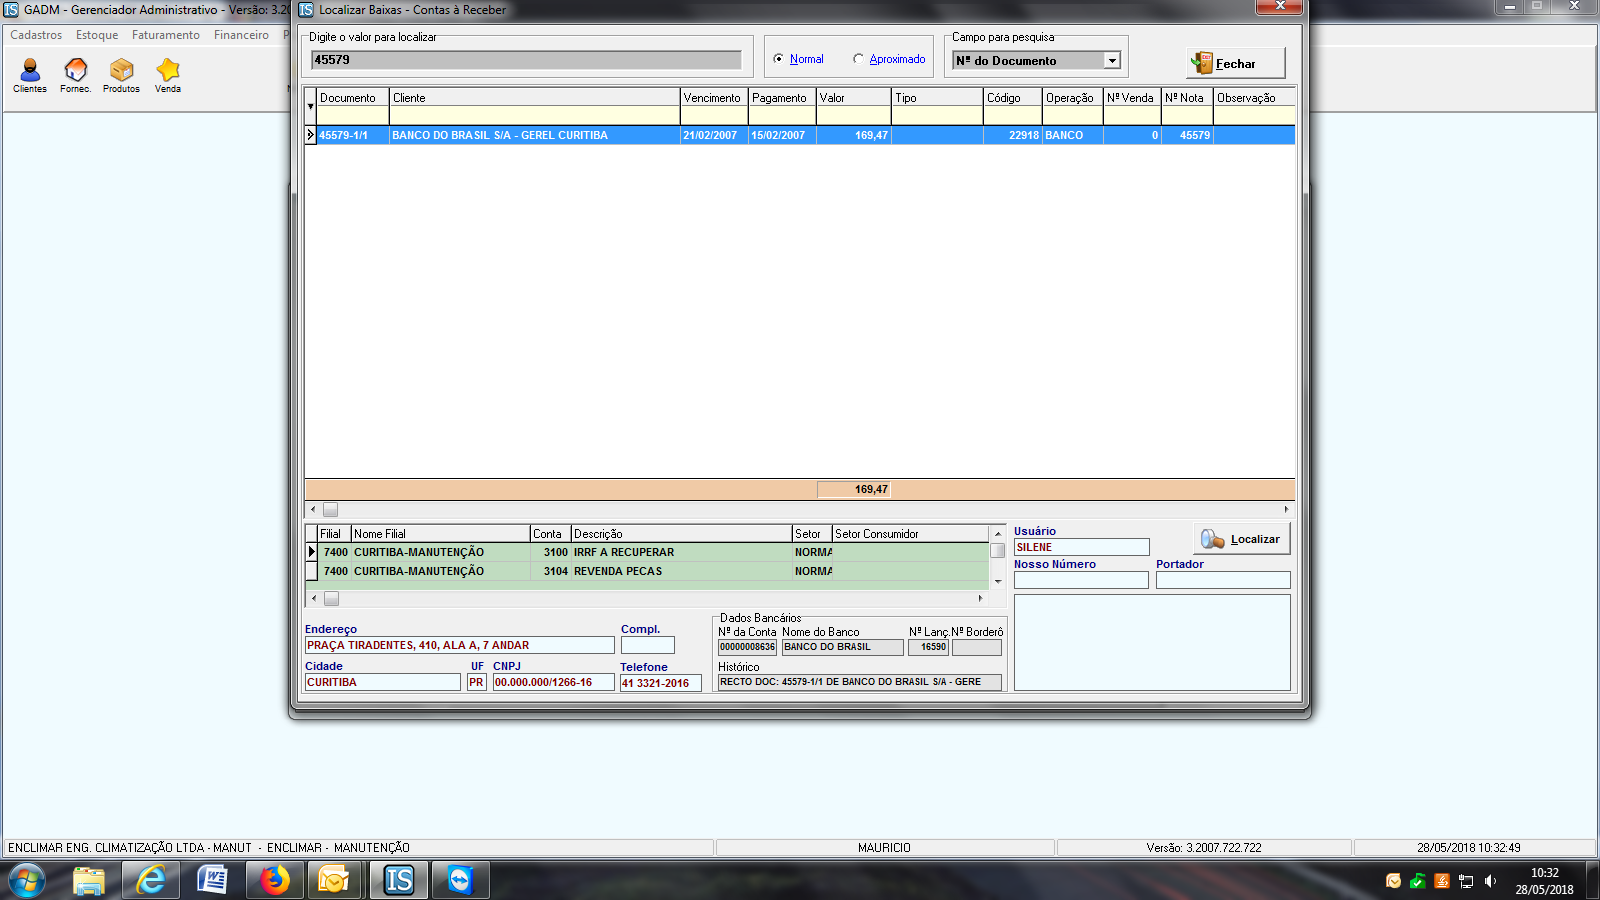 GADM - Gerenciador Administrativo - Versão: 3.20
Localizar Baixas - Contas à Receber
Cadastros Estoque Faturamento Financeiro P
Clientes Fornec. Produtos Venda N
Digite o valor para localizar
45579
Normal Aproximado
Campo para pesquisa
Nº do Documento
Fechar
Documento Cliente Vencimento Pagamento Valor Tipo Código Operação Nº Venda Nº Nota Observação
45579-1/1 BANCO DO BRASIL S/A - GEREL CURITIBA 21/02/2007 15/02/2007 169,47 22918 BANCO 0 45579
169,47
Filial Nome Filial Conta Descrição Setor Setor Consumidor
7400 CURITIBA-MANUTENÇÃO 3100 IRRF A RECUPERAR NORMA
7400 CURITIBA-MANUTENÇÃO 3104 REVENDA PECAS NORMA
Usuário
SILENE
Localizar
Nosso Número Portador
Endereço Compl.
PRAÇA TIRADENTES, 410, ALA A, 7 ANDAR
Cidade UF CNPJ Telefone
CURITIBA PR 00.000.000/1266-16 41 3321-2016
Dados Bancários
Nº da Conta Nome do Banco Nº Lanç. Nº Borderô
00000008636 BANCO DO BRASIL 16590
Histórico
RECTO DOC: 45579-1/1 DE BANCO DO BRASIL S/A - GERE
ENCLIMAR ENG. CLIMATIZAÇÃO LTDA - MANUT - ENCLIMAR - MANUTENÇÃO MAURICIO Versão: 3.2007.722.722 28/05/2018 10:32:49
10:32
28/05/2018